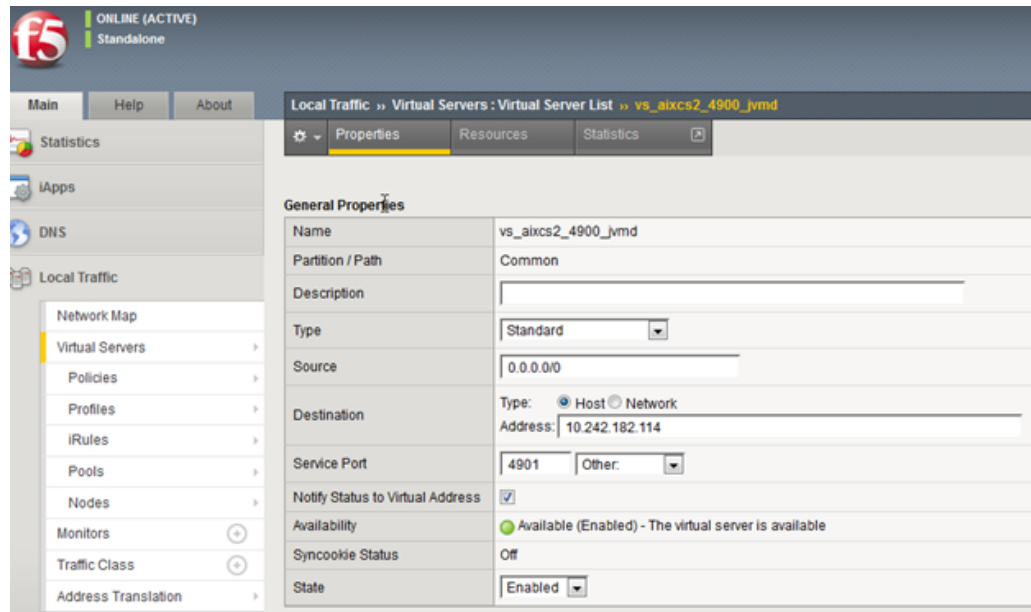 f5
ONLINE (ACTIVE)
Standalone
Main Help About
Statistics
iApps
DNS
Local Traffic
Network Map
Virtual Servers
Policies
Profiles
iRules
Pools
Nodes
Monitors
Traffic Class
Address Translation
Local Traffic ›› Virtual Servers : Virtual Server List ›› vs_aixcs2_4900_jvmd
Properties Resources Statistics
General Properties
Name vs_aixcs2_4900_jvmd
Partition / Path Common
Description
Type Standard
Source 0.0.0.0/0
Destination Type: Host Network
Address: 10.242.182.114
Service Port 4901 Other:
Notify Status to Virtual Address
Availability Available (Enabled) - The virtual server is available
Syncookie Status Off
State Enabled